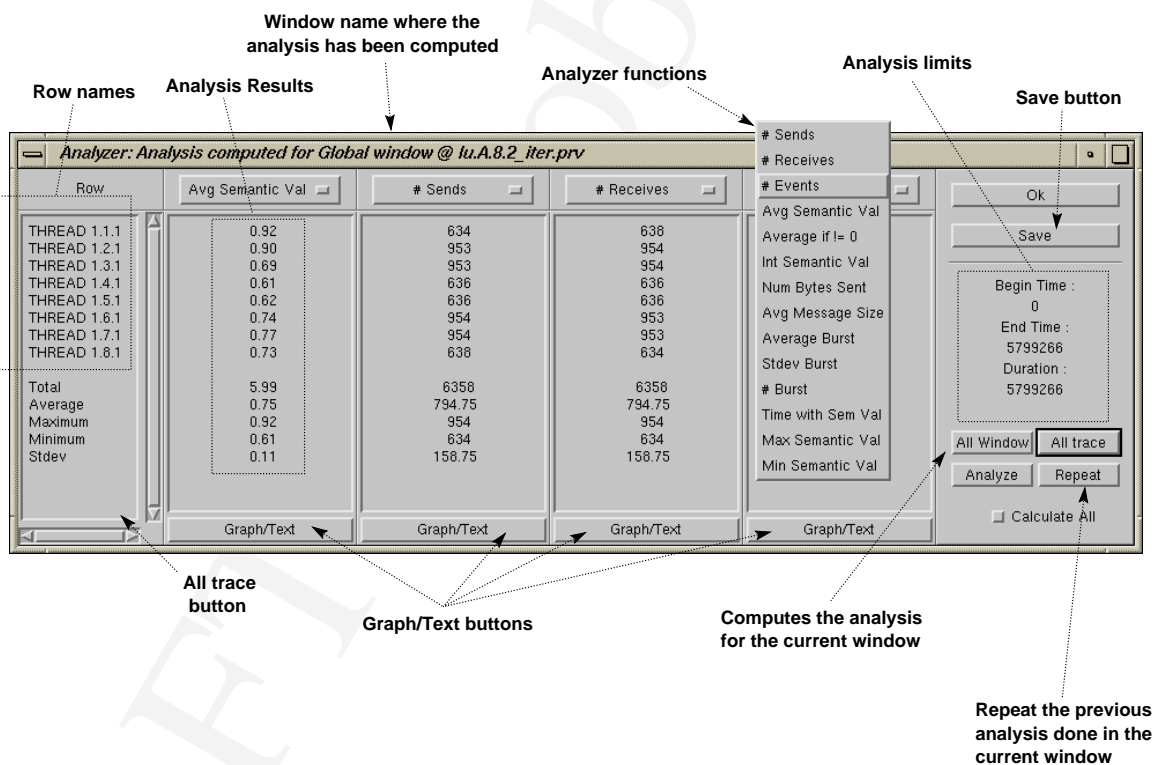 Window name where the
analysis has been computed
Row names
Analysis Results
Analyzer functions
Analysis limits
Save button
Analyzer: Analysis computed for Global window @ lu.A.8.2_iter.prv
Row
Avg Semantic Val
# Sends
# Receives
THREAD 1.1.1 0.92 634 638
THREAD 1.2.1 0.90 953 954
THREAD 1.3.1 0.69 953 954
THREAD 1.4.1 0.61 636 636
THREAD 1.5.1 0.62 636 636
THREAD 1.6.1 0.74 954 953
THREAD 1.7.1 0.77 954 953
THREAD 1.8.1 0.73 638 634
Total 5.99 6358 6358
Average 0.75 794.75 794.75
Maximum 0.92 954 954
Minimum 0.61 634 634
Stdev 0.11 158.75 158.75
# Sends
# Receives
# Events
Avg Semantic Val
Average if != 0
Int Semantic Val
Num Bytes Sent
Avg Message Size
Average Burst
Stdev Burst
# Burst
Time with Sem Val
Max Semantic Val
Min Semantic Val
Ok
Save
Begin Time :
0
End Time :
5799266
Duration :
5799266
All Window All trace
Analyze Repeat
Calculate All
Graph/Text Graph/Text Graph/Text Graph/Text
All trace
button
Graph/Text buttons
Computes the analysis
for the current window
Repeat the previous
analysis done in the
current window